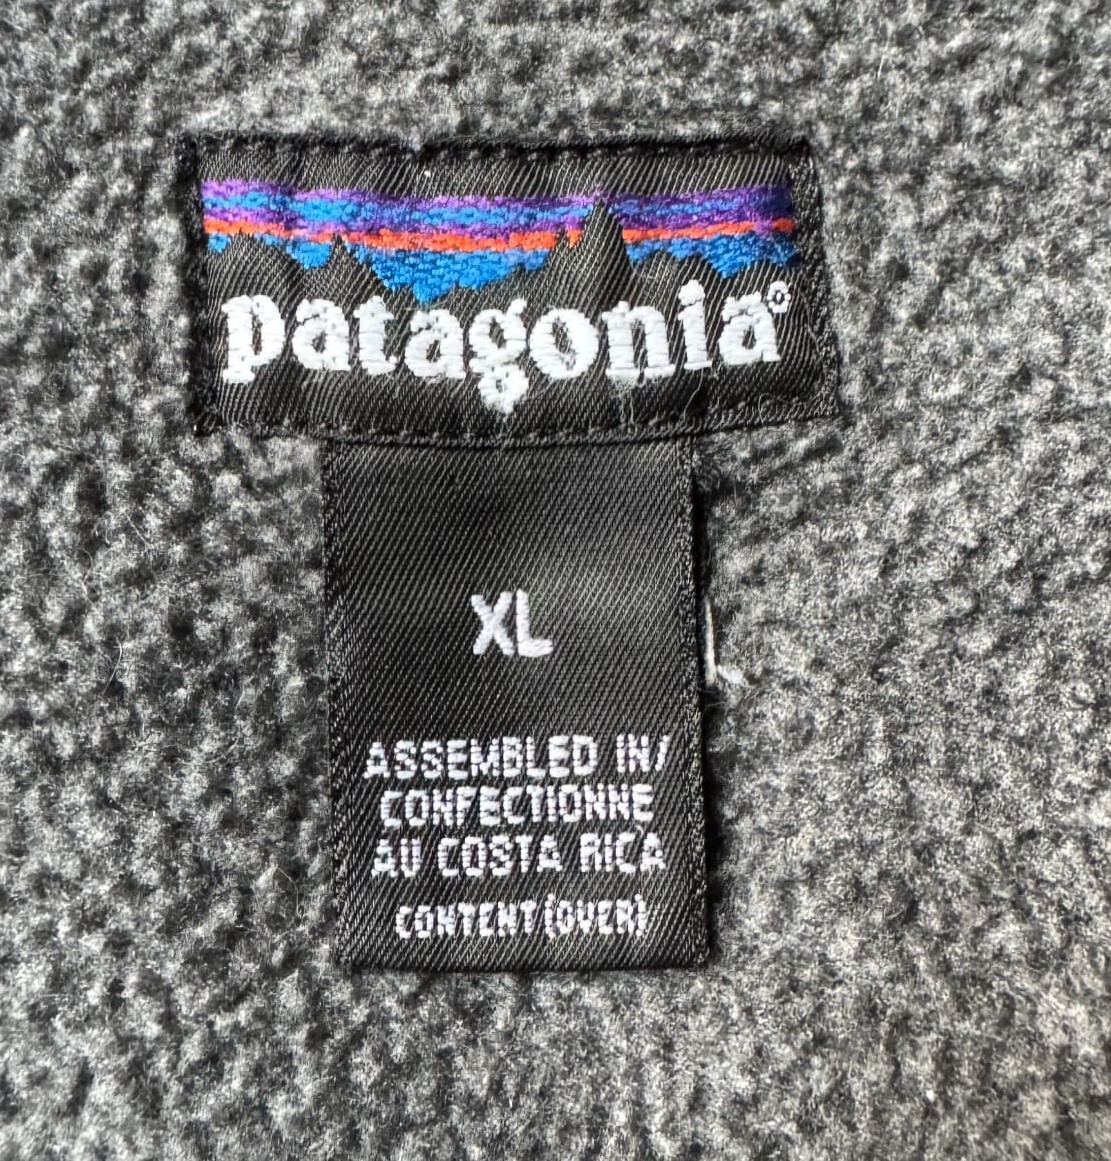 patagonia®
XL
ASSEMBLED IN/
CONFECTIONNE
AU COSTA RICA
CONTENT (OVER)